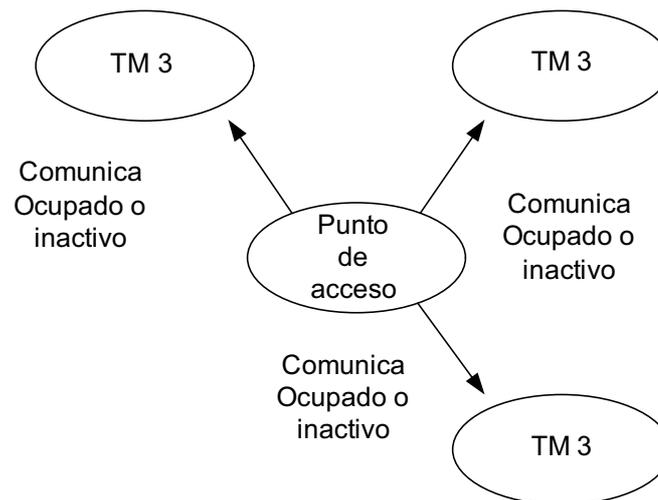 TM 3
TM 3
Comunica
Ocupado o
inactivo
Comunica
Ocupado o
inactivo
Punto
de
acceso
Comunica
Ocupado o
inactivo
TM 3